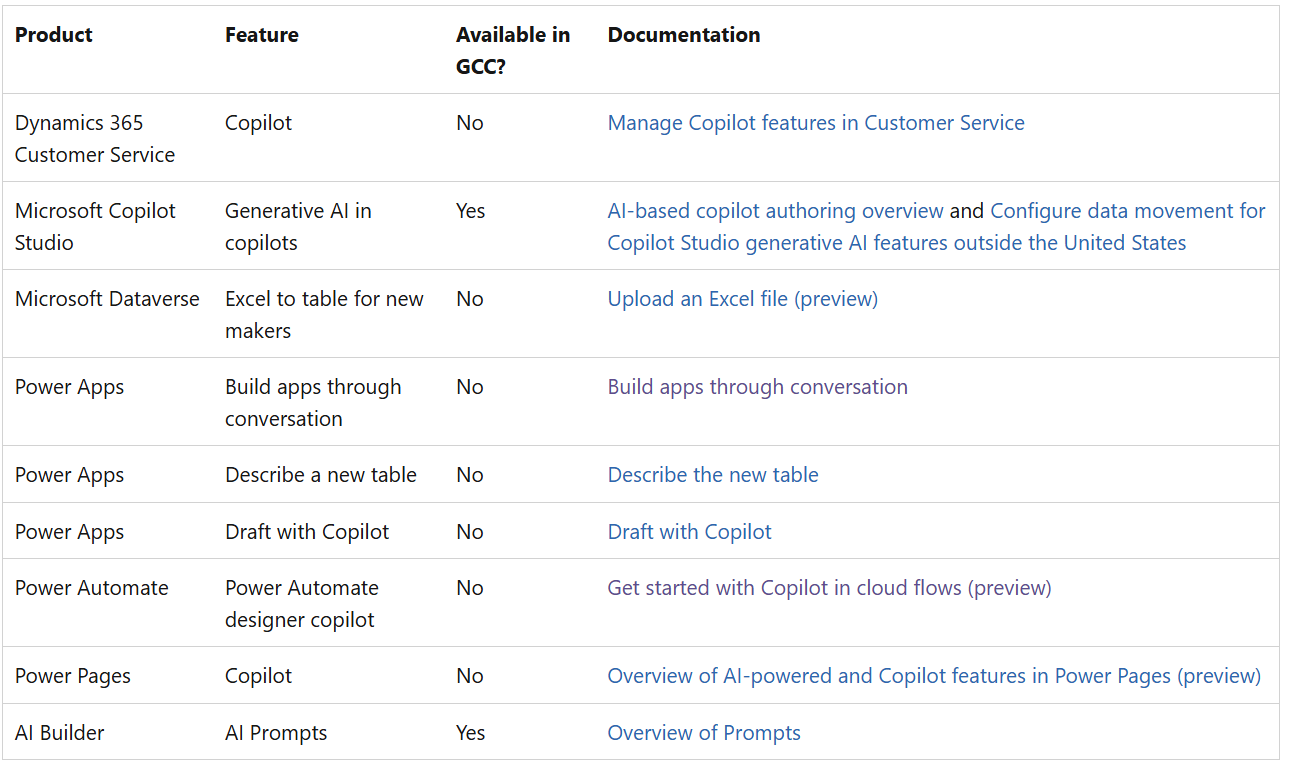 Product Feature Available in Documentation
GCC?
Dynamics 365 Copilot No Manage Copilot features in Customer Service
Customer Service
Microsoft Copilot Generative AI in Yes AI-based copilot authoring overview and Configure data movement for
Studio copilots Copilot Studio generative AI features outside the United States
Microsoft Dataverse Excel to table for new No Upload an Excel file (preview)
makers
Power Apps Build apps through No Build apps through conversation
conversation
Power Apps Describe a new table No Describe the new table
Power Apps Draft with Copilot No Draft with Copilot
Power Automate Power Automate No Get started with Copilot in cloud flows (preview)
designer copilot
Power Pages Copilot No Overview of AI-powered and Copilot features in Power Pages (preview)
AI Builder AI Prompts Yes Overview of Prompts